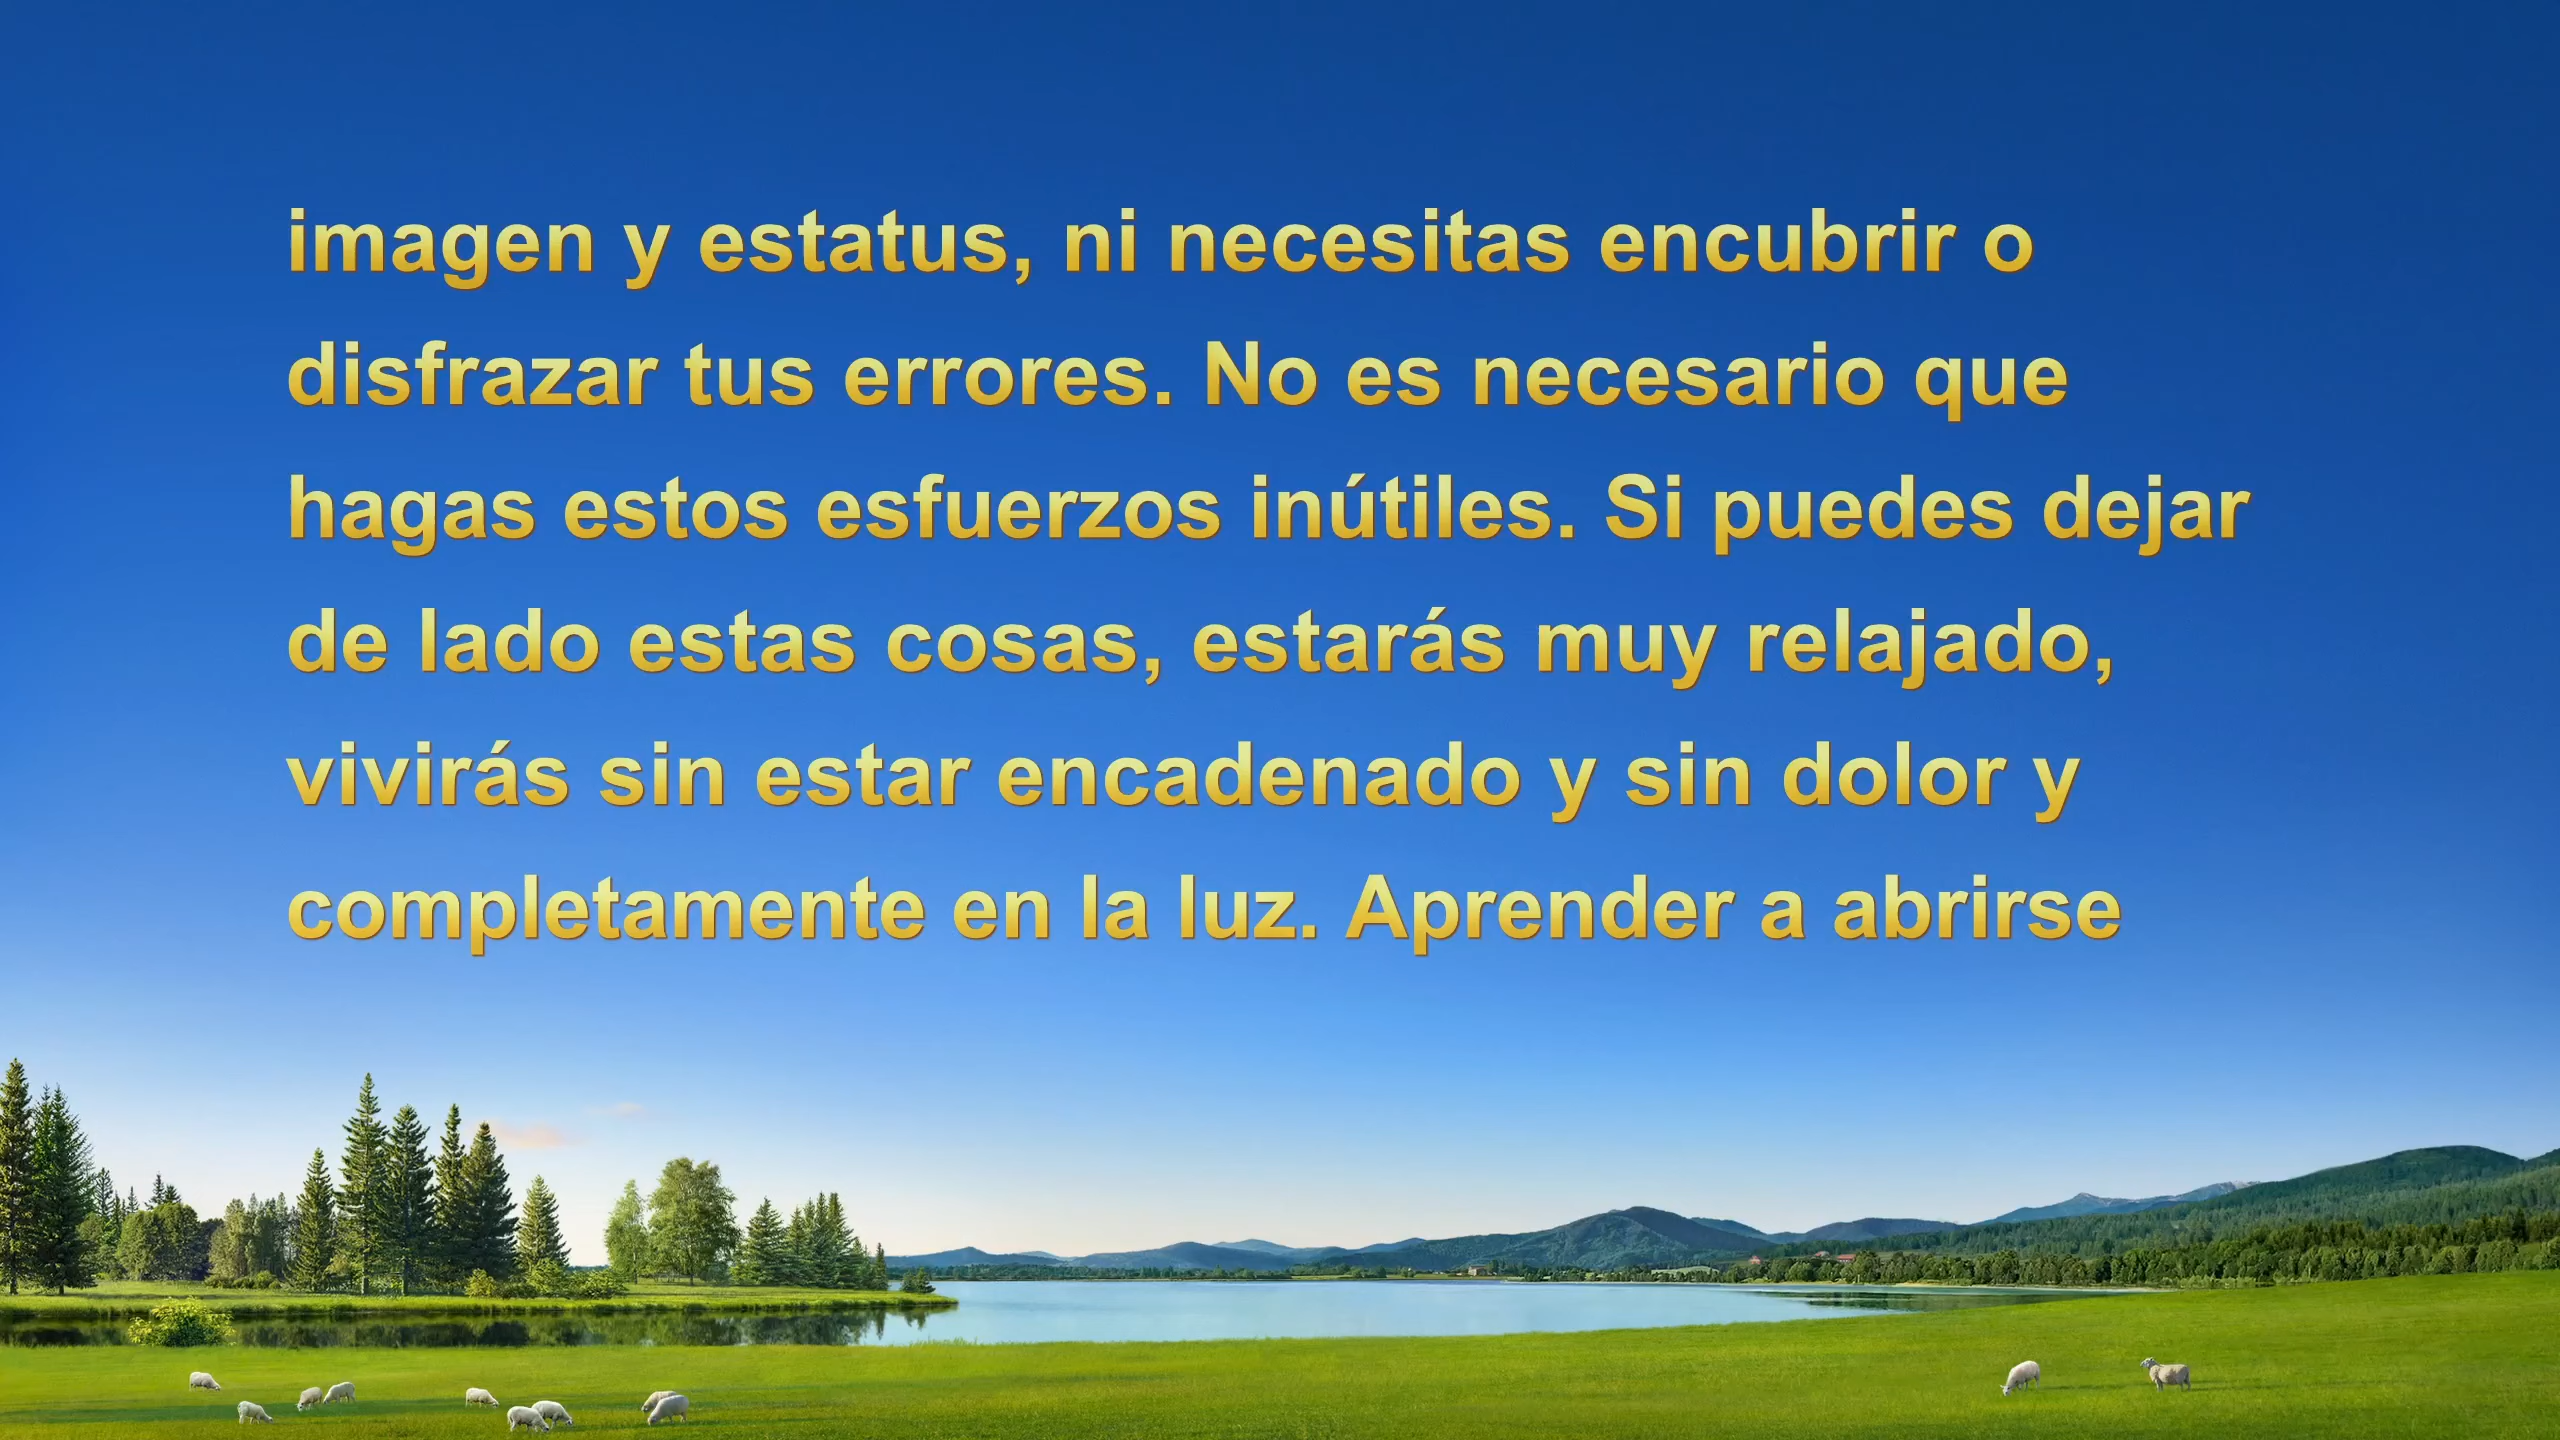 imagen y estatus, ni necesitas encubrir o
disfrazar tus errores. No es necesario que
hagas estos esfuerzos inútiles. Si puedes dejar
de lado estas cosas, estarás muy relajado,
vivirás sin estar encadenado y sin dolor y
completamente en la luz. Aprender a abrirse